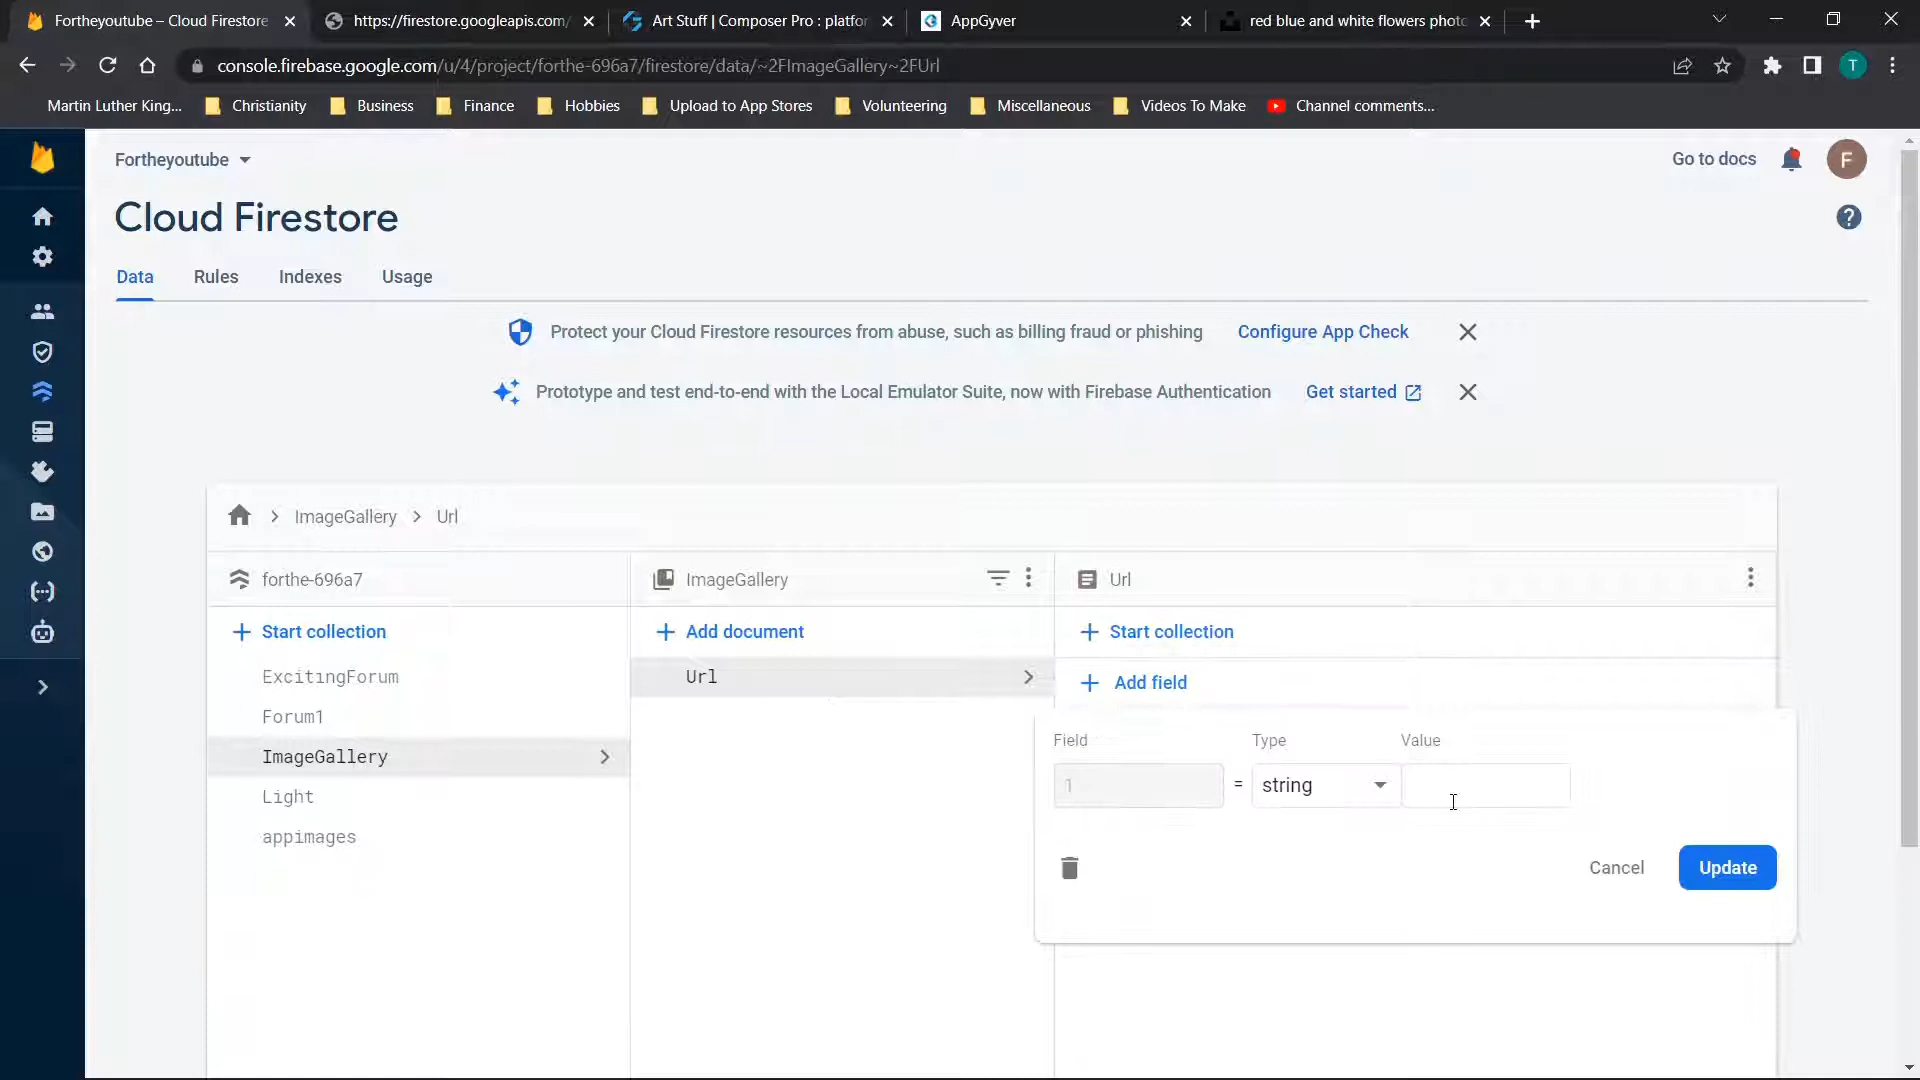 Fortheyoutube – Cloud Firestore
https://firestore.googleapis.com/
Art Stuff | Composer Pro : platfor
AppGyver
red blue and white flowers photo
console.firebase.google.com/u/4/project/forthe-696a7/firestore/data/~2FImageGallery~2FUrl
T
Martin Luther King...
Christianity
Business
Finance
Hobbies
Upload to App Stores
Volunteering
Miscellaneous
Videos To Make
Channel comments...
Fortheyoutube
Go to docs
F
Cloud Firestore
?
Data
Rules
Indexes
Usage
Protect your Cloud Firestore resources from abuse, such as billing fraud or phishing
Configure App Check
Prototype and test end-to-end with the Local Emulator Suite, now with Firebase Authentication
Get started
ImageGallery
Url
forthe-696a7
ImageGallery
Url
Start collection
Add document
Start collection
ExcitingForum
Url
Add field
Forum1
Field
Type
Value
ImageGallery
1
=
string
Light
appimages
Cancel
Update